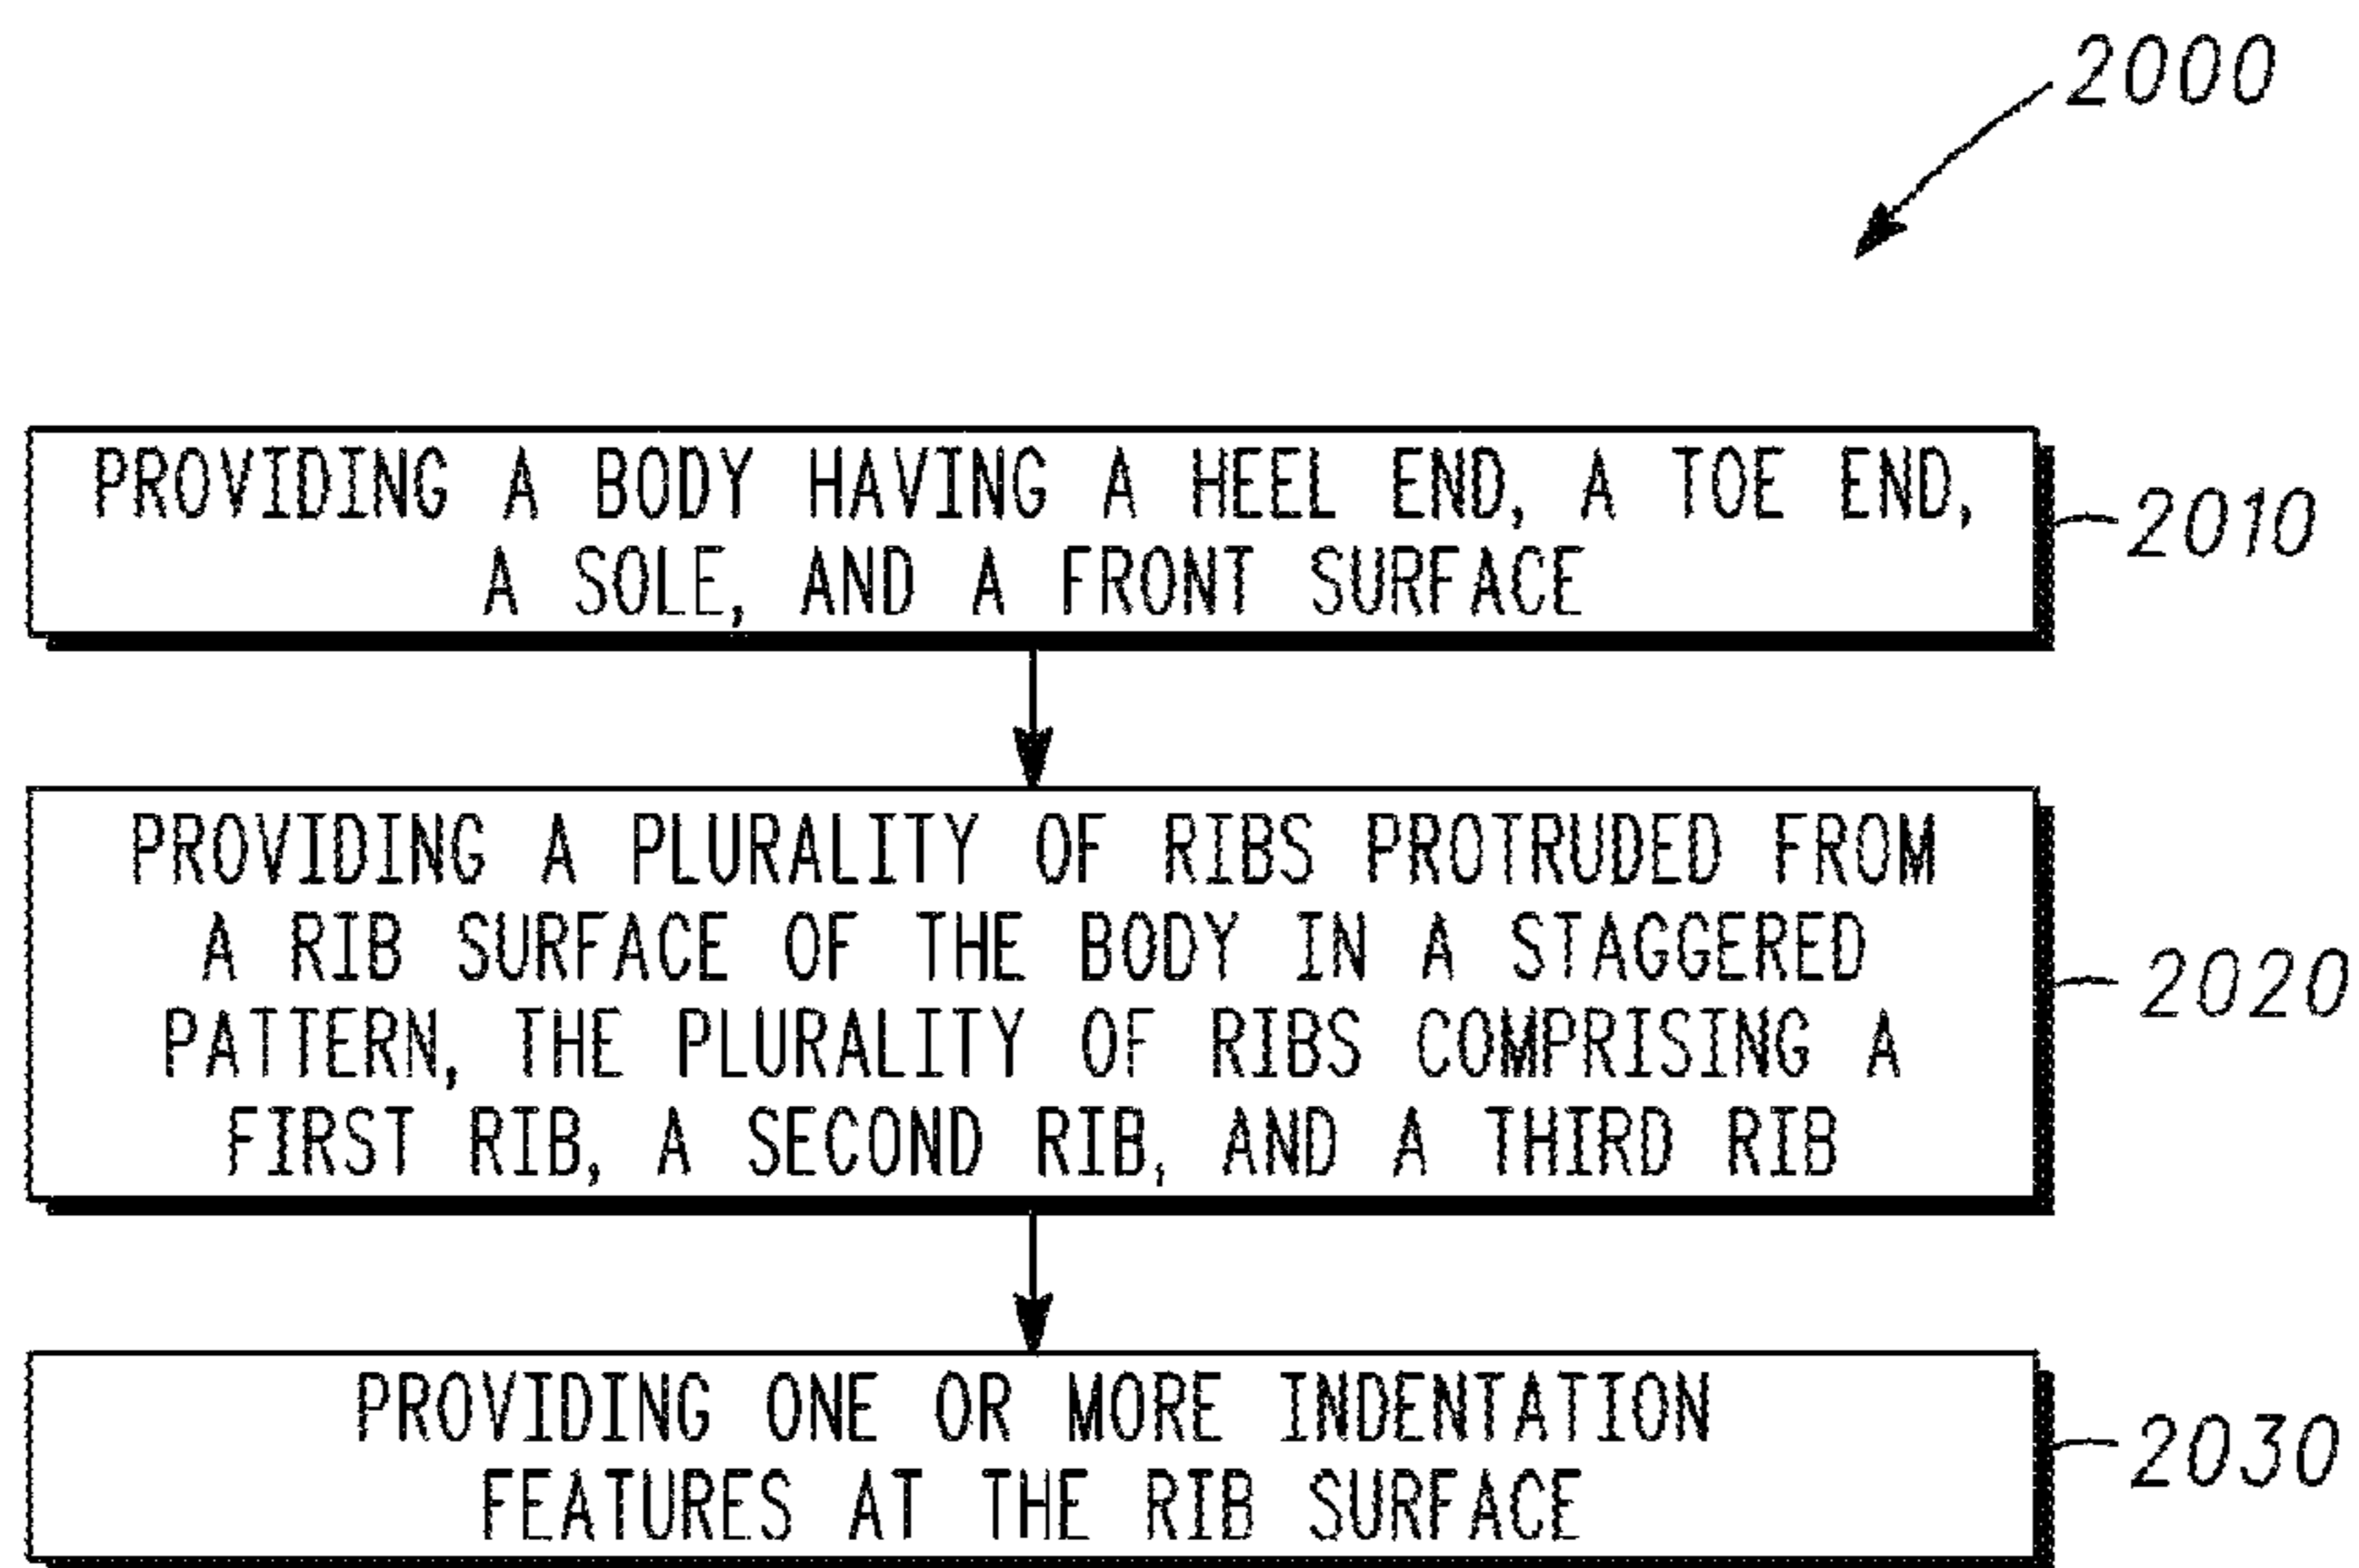 2000
PROVIDING A BODY HAVING A HEEL END, A TOE END,
A SOLE, AND A FRONT SURFACE
2010
PROVIDING A PLURALITY OF RIBS PROTRUDED FROM
A RIB SURFACE OF THE BODY IN A STAGGERED
PATTERN, THE PLURALITY OF RIBS COMPRISING A
FIRST RIB, A SECOND RIB, AND A THIRD RIB
2020
PROVIDING ONE OR MORE INDENTATION
FEATURES AT THE RIB SURFACE
2030